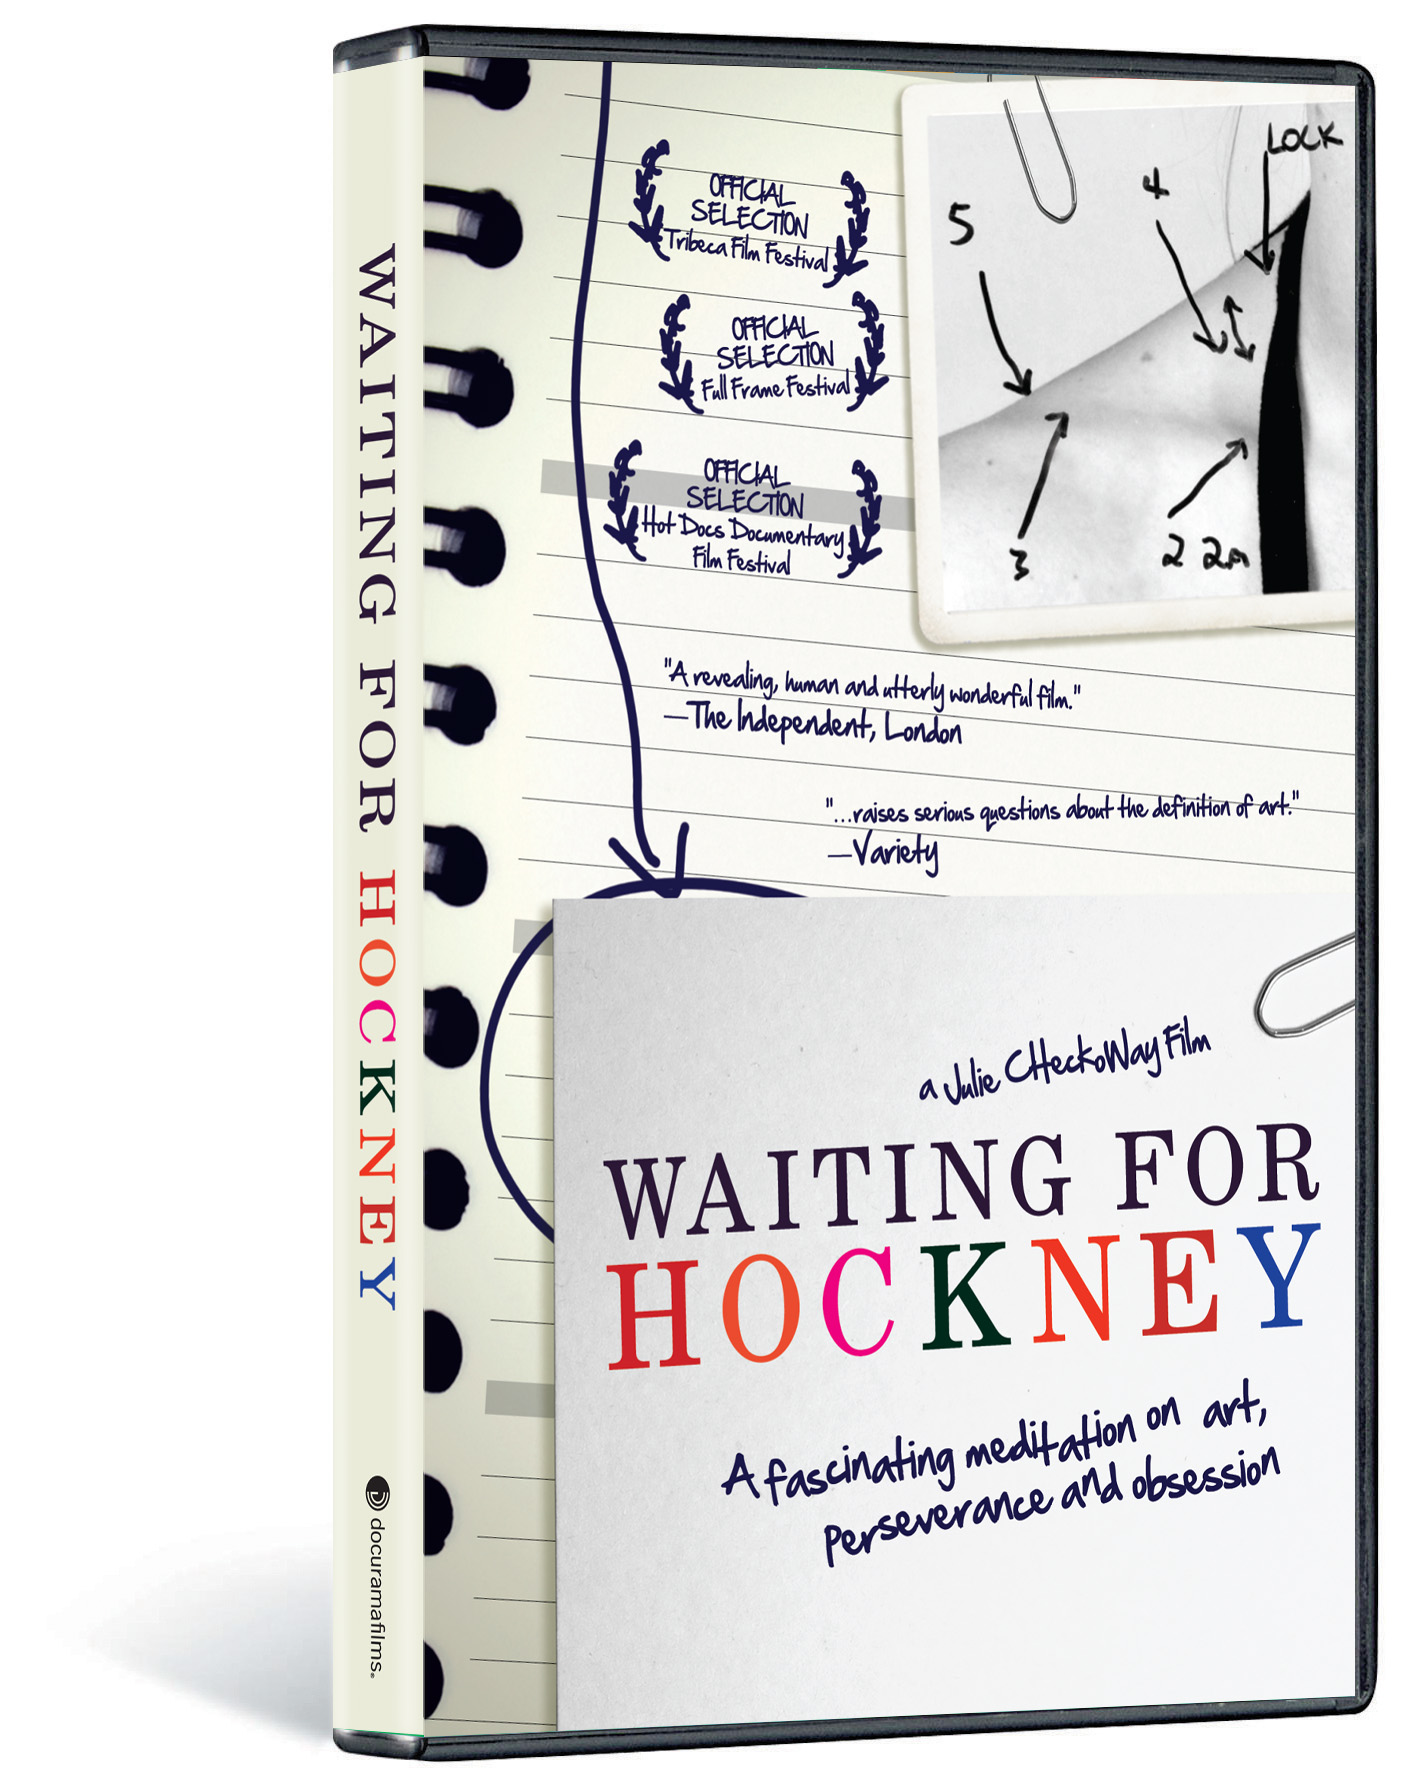 WAITING FOR HOCKNEY
docuramafilms®
OFFICIAL
SELECTION
Tribeca Film Festival
OFFICIAL
SELECTION
Full Frame Festival
OFFICIAL
SELECTION
Hot Docs Documentary
Film Festival
LOCK
4
5
3
2
"A revealing, human and utterly wonderful film."
—The Independent, London
"...raises serious questions about the definition of art."
—Variety
a Julie CHeckoWay Film
WAITING FOR
HOCKNEY
A fascinating meditation on art,
perseverance and obsession